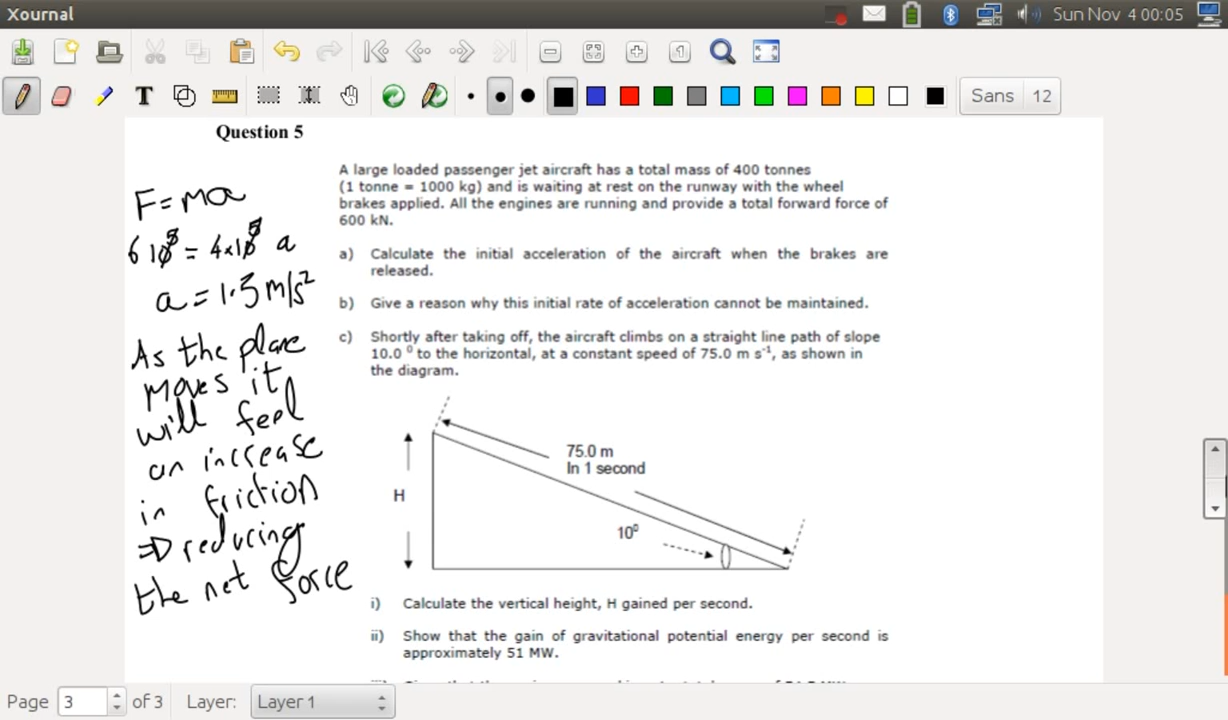 Xournal
Sun Nov 4 00:05
Sans 12
Question 5
F=ma
6 10⁵ = 4×10⁵ a
a = 1.5 m/s²
As the plane
moves it
will feel
an increase
in friction
⇒ reducing
the net force
A large loaded passenger jet aircraft has a total mass of 400 tonnes
(1 tonne = 1000 kg) and is waiting at rest on the runway with the wheel
brakes applied. All the engines are running and provide a total forward force of
600 kN.
a) Calculate the initial acceleration of the aircraft when the brakes are
released.
b) Give a reason why this initial rate of acceleration cannot be maintained.
c) Shortly after taking off, the aircraft climbs on a straight line path of slope
10.0 ⁰ to the horizontal, at a constant speed of 75.0 m s⁻¹, as shown in
the diagram.
75.0 m
In 1 second
H
10⁰
i) Calculate the vertical height, H gained per second.
ii) Show that the gain of gravitational potential energy per second is
approximately 51 MW.
Page 3 of 3 Layer: Layer 1